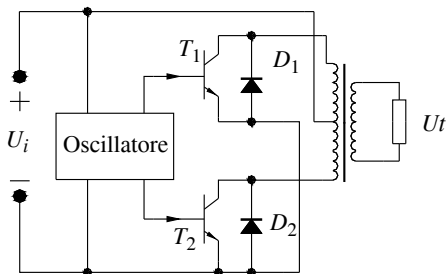 T1
D1
+
Ui
Oscillatore
Ut
−
T2
D2